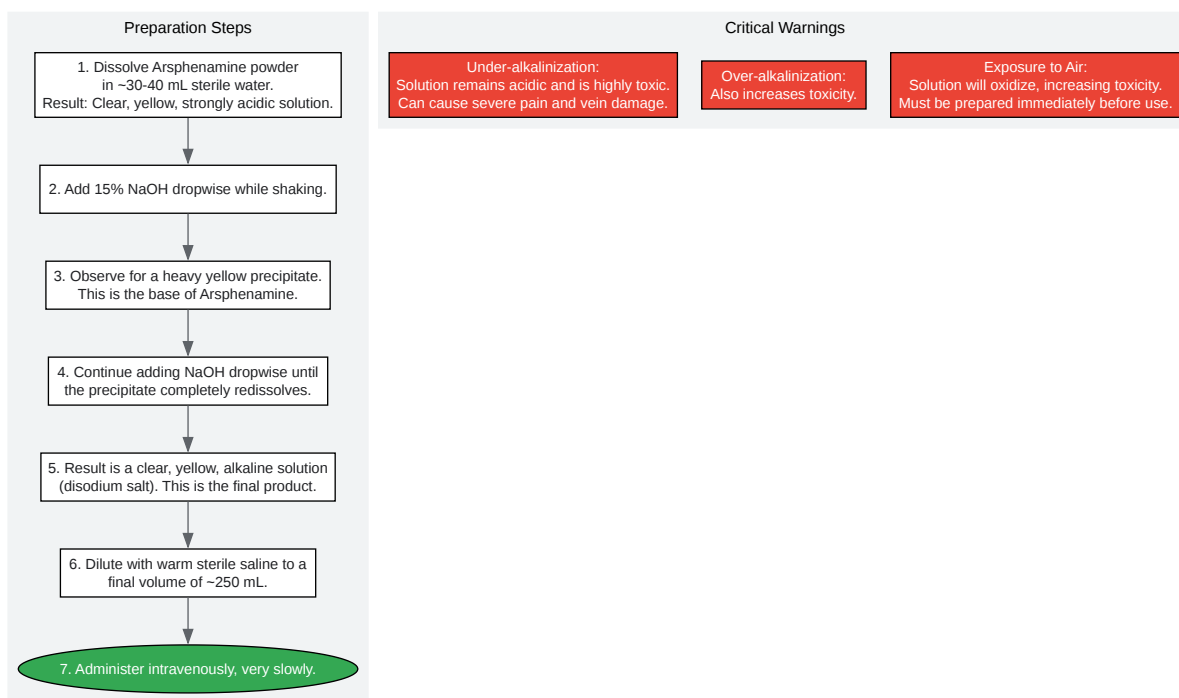 Preparation Steps
1. Dissolve Arsphenamine powder
in ~30-40 mL sterile water.
Result: Clear, yellow, strongly acidic solution.
2. Add 15% NaOH dropwise while shaking.
3. Observe for a heavy yellow precipitate.
This is the base of Arsphenamine.
4. Continue adding NaOH dropwise until
the precipitate completely redissolves.
5. Result is a clear, yellow, alkaline solution
(disodium salt). This is the final product.
6. Dilute with warm sterile saline to a
final volume of ~250 mL.
7. Administer intravenously, very slowly.
Critical Warnings
Under-alkalinization:
Solution remains acidic and is highly toxic.
Can cause severe pain and vein damage.
Over-alkalinization:
Also increases toxicity.
Exposure to Air:
Solution will oxidize, increasing toxicity.
Must be prepared immediately before use.